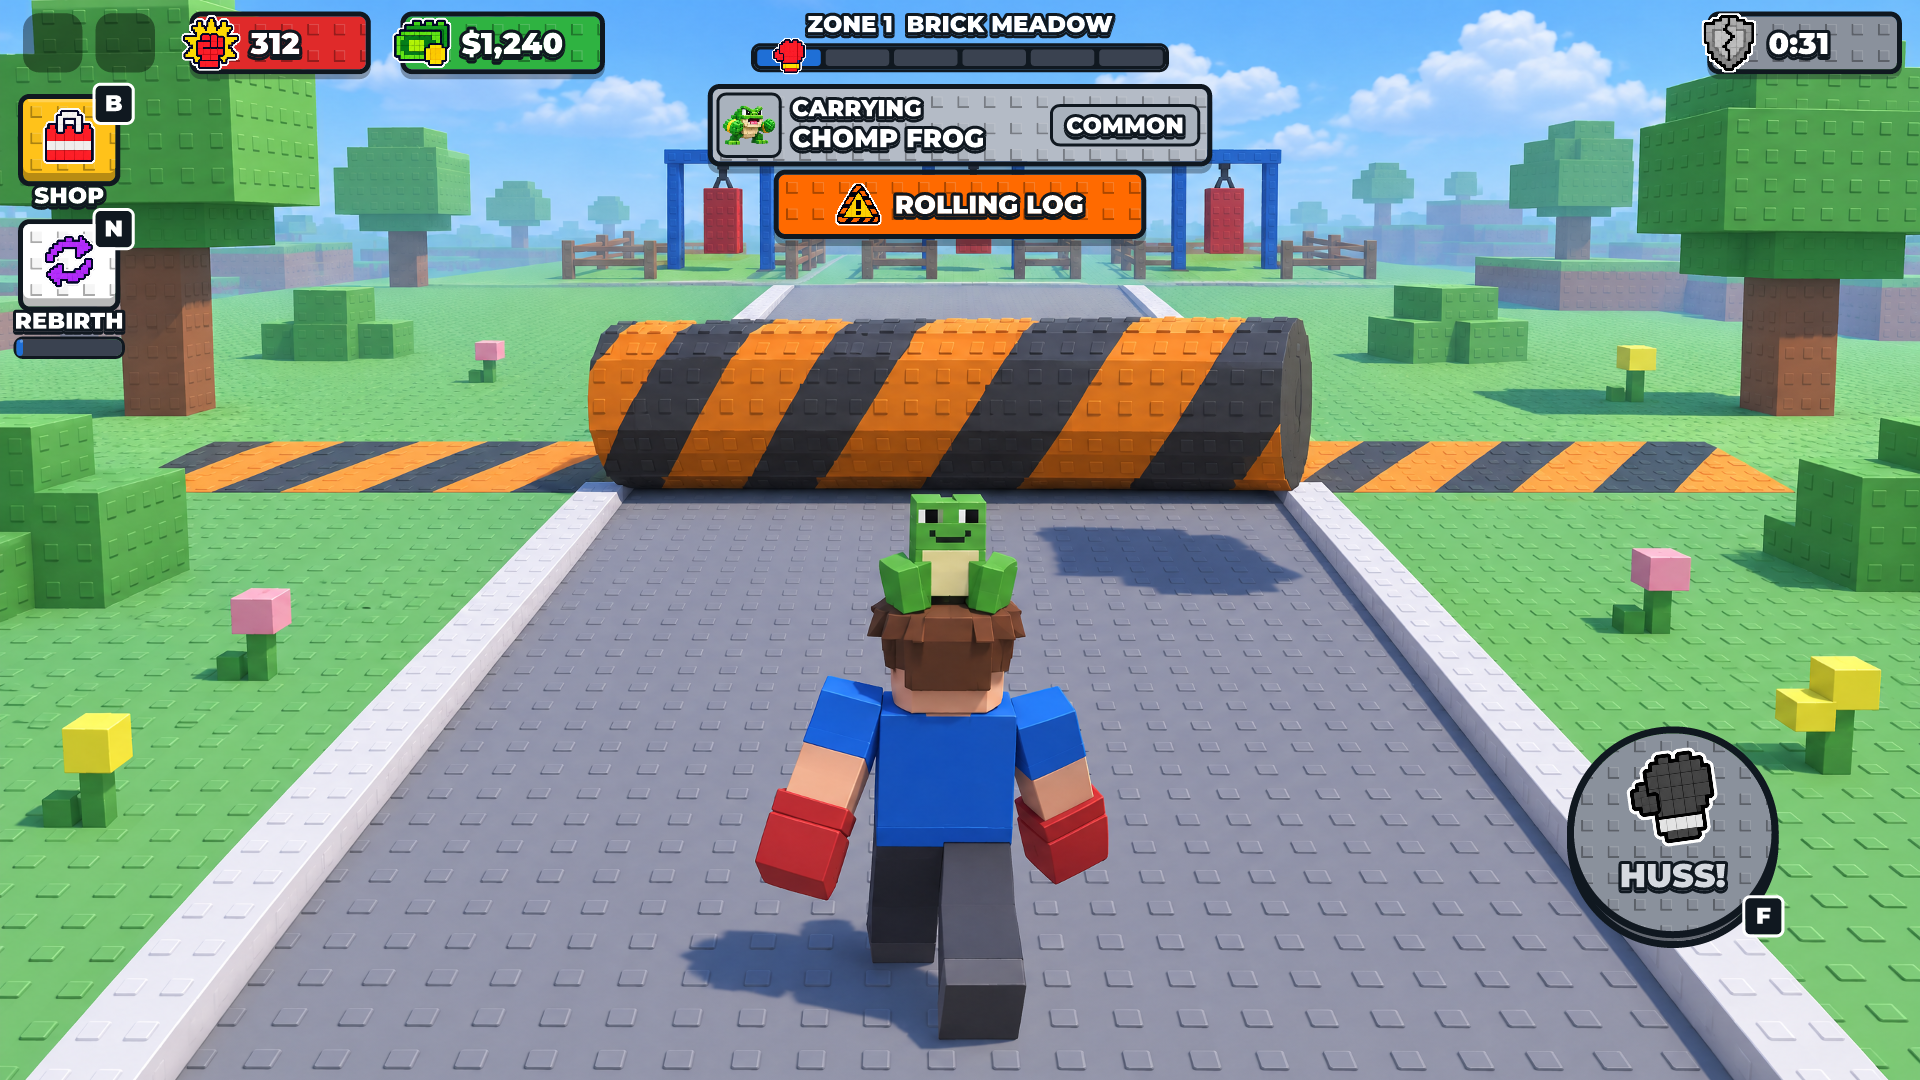 312
$1,240
ZONE 1 BRICK MEADOW
0:31
B
SHOP
N
REBIRTH
CARRYING
CHOMP FROG
COMMON
ROLLING LOG
HUSS!
F